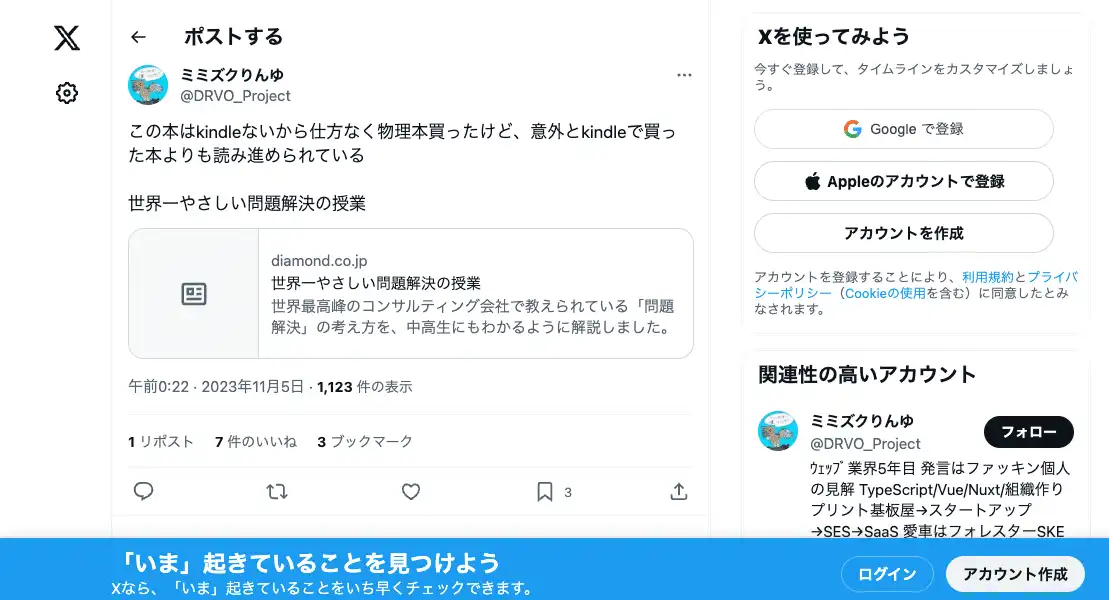 ポストする
ミミズクりんゆ
@DRVO_Project
この本はkindleないから仕方なく物理本買ったけど、意外とkindleで買っ
た本よりも読み進められている
世界一やさしい問題解決の授業
diamond.co.jp
世界一やさしい問題解決の授業
世界最高峰のコンサルティング会社で教えられている「問題
解決」の考え方を、中高生にもわかるように解説しました。
午前0:22 · 2023年11月5日 · 1,123 件の表示
1 リポスト 7 件のいいね 3 ブックマーク
3
Xを使ってみよう
今すぐ登録して、タイムラインをカスタマイズしましょ
う。
Google で登録
Appleのアカウントで登録
アカウントを作成
アカウントを登録することにより、利用規約とプライバ
シーポリシー（Cookieの使用を含む）に同意したとみ
なされます。
関連性の高いアカウント
ミミズクりんゆ
@DRVO_Project
フォロー
ｳｪｯﾌﾞ業界5年目 発言はファッキン個人
の見解 TypeScript/Vue/Nuxt/組織作り
プリント基板屋→スタートアップ
→SES→SaaS 愛車はフォレスターSKE
「いま」起きていることを見つけよう
Xなら、「いま」起きていることをいち早くチェックできます。
ログイン
アカウント作成